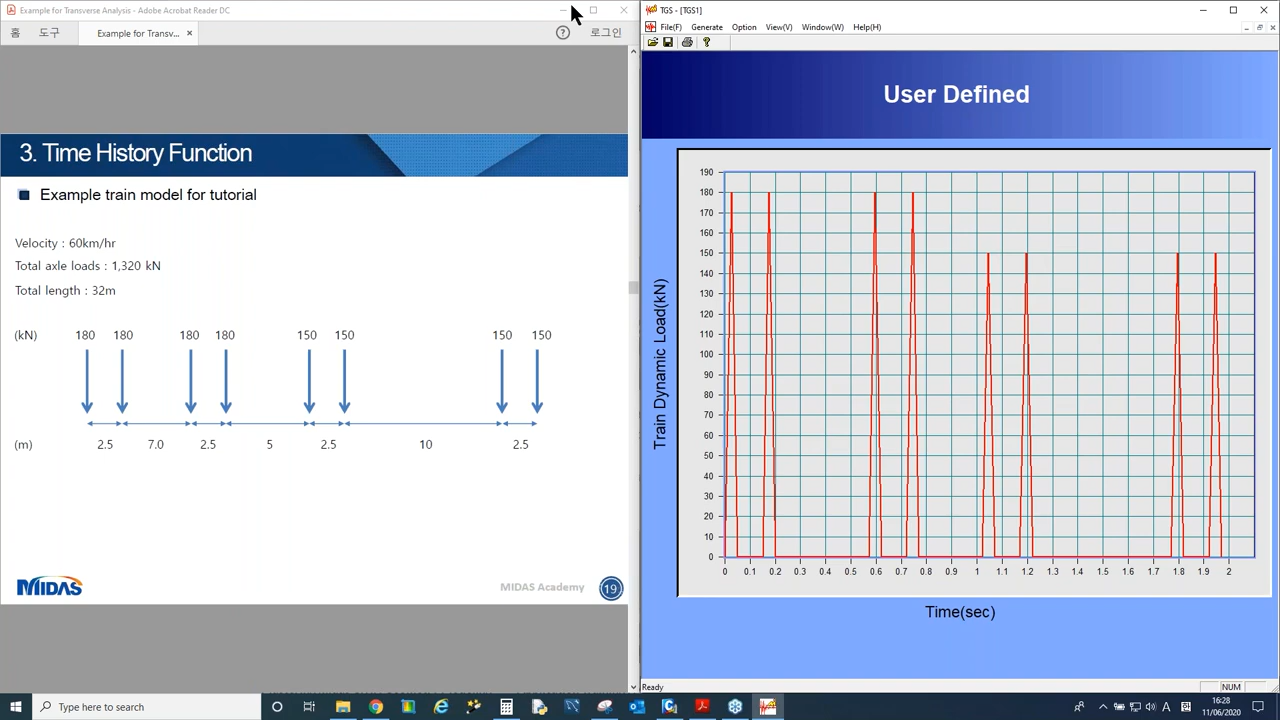 Example for Transverse Analysis - Adobe Acrobat Reader DC
홈 도구 Example for Transv... × ? 로그인
3. Time History Function
Example train model for tutorial
Velocity : 60km/hr
Total axle loads : 1,320 kN
Total length : 32m
(kN) 180 180 180 180 150 150 150 150
(m) 2.5 7.0 2.5 5 2.5 10 2.5
MIDAS
MIDAS Academy 19
TGS - [TGS1]
File(F) Generate Option View(V) Window(W) Help(H)
User Defined
Train Dynamic Load(kN)
190
180
170
160
150
140
130
120
110
100
90
80
70
60
50
40
30
20
10
0
0 0.1 0.2 0.3 0.4 0.5 0.6 0.7 0.8 0.9 1 1.1 1.2 1.3 1.4 1.5 1.6 1.7 1.8 1.9 2
Time(sec)
Ready NUM
Type here to search
A
16:28
11/06/2020